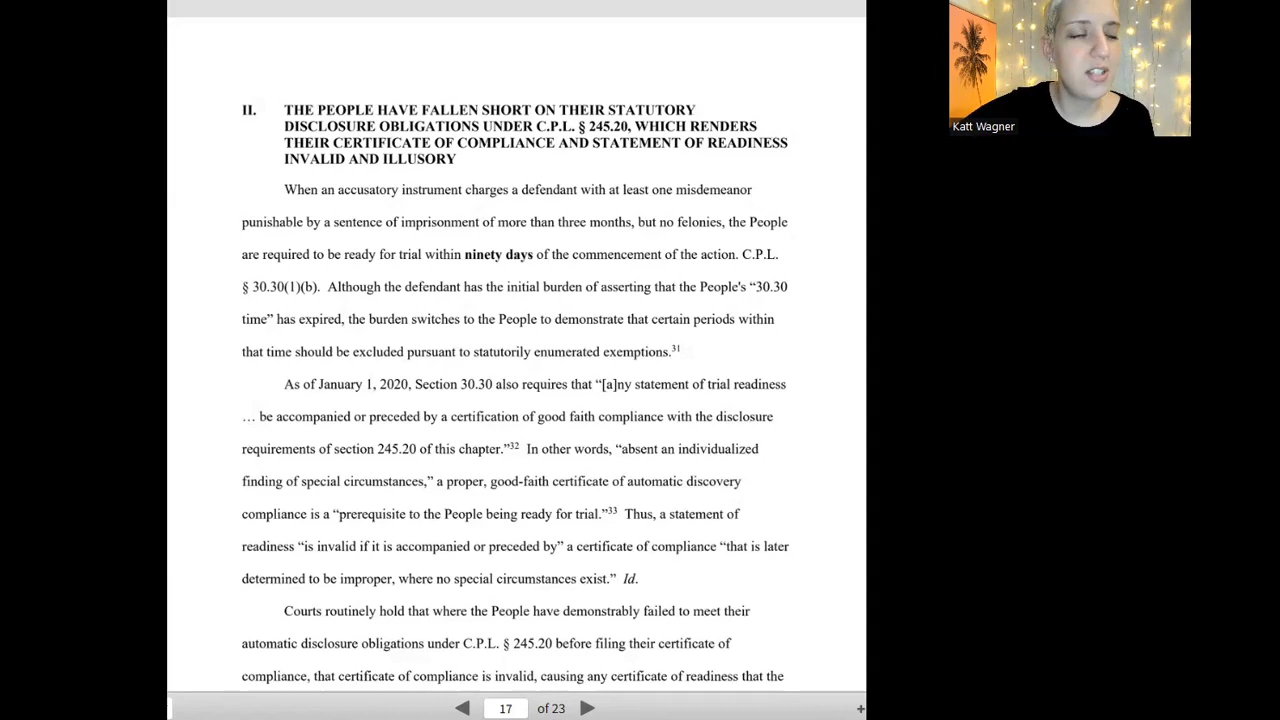 II. THE PEOPLE HAVE FALLEN SHORT ON THEIR STATUTORY
DISCLOSURE OBLIGATIONS UNDER C.P.L. § 245.20, WHICH RENDERS
THEIR CERTIFICATE OF COMPLIANCE AND STATEMENT OF READINESS
INVALID AND ILLUSORY
When an accusatory instrument charges a defendant with at least one misdemeanor
punishable by a sentence of imprisonment of more than three months, but no felonies, the People
are required to be ready for trial within ninety days of the commencement of the action. C.P.L.
§ 30.30(1)(b). Although the defendant has the initial burden of asserting that the People's “30.30
time” has expired, the burden switches to the People to demonstrate that certain periods within
that time should be excluded pursuant to statutorily enumerated exemptions.31
As of January 1, 2020, Section 30.30 also requires that “[a]ny statement of trial readiness
… be accompanied or preceded by a certification of good faith compliance with the disclosure
requirements of section 245.20 of this chapter.”32 In other words, “absent an individualized
finding of special circumstances,” a proper, good-faith certificate of automatic discovery
compliance is a “prerequisite to the People being ready for trial.”33 Thus, a statement of
readiness “is invalid if it is accompanied or preceded by” a certificate of compliance “that is later
determined to be improper, where no special circumstances exist.” Id.
Courts routinely hold that where the People have demonstrably failed to meet their
automatic disclosure obligations under C.P.L. § 245.20 before filing their certificate of
compliance, that certificate of compliance is invalid, causing any certificate of readiness that the
17 of 23
Katt Wagner